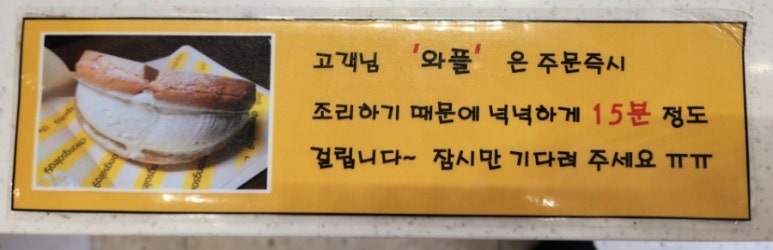 고객님 '와플' 은 주문즉시
조리하기 때문에 넉넉하게 15분 정도
걸립니다~ 잠시만 기다려 주세요 ㅠㅠ